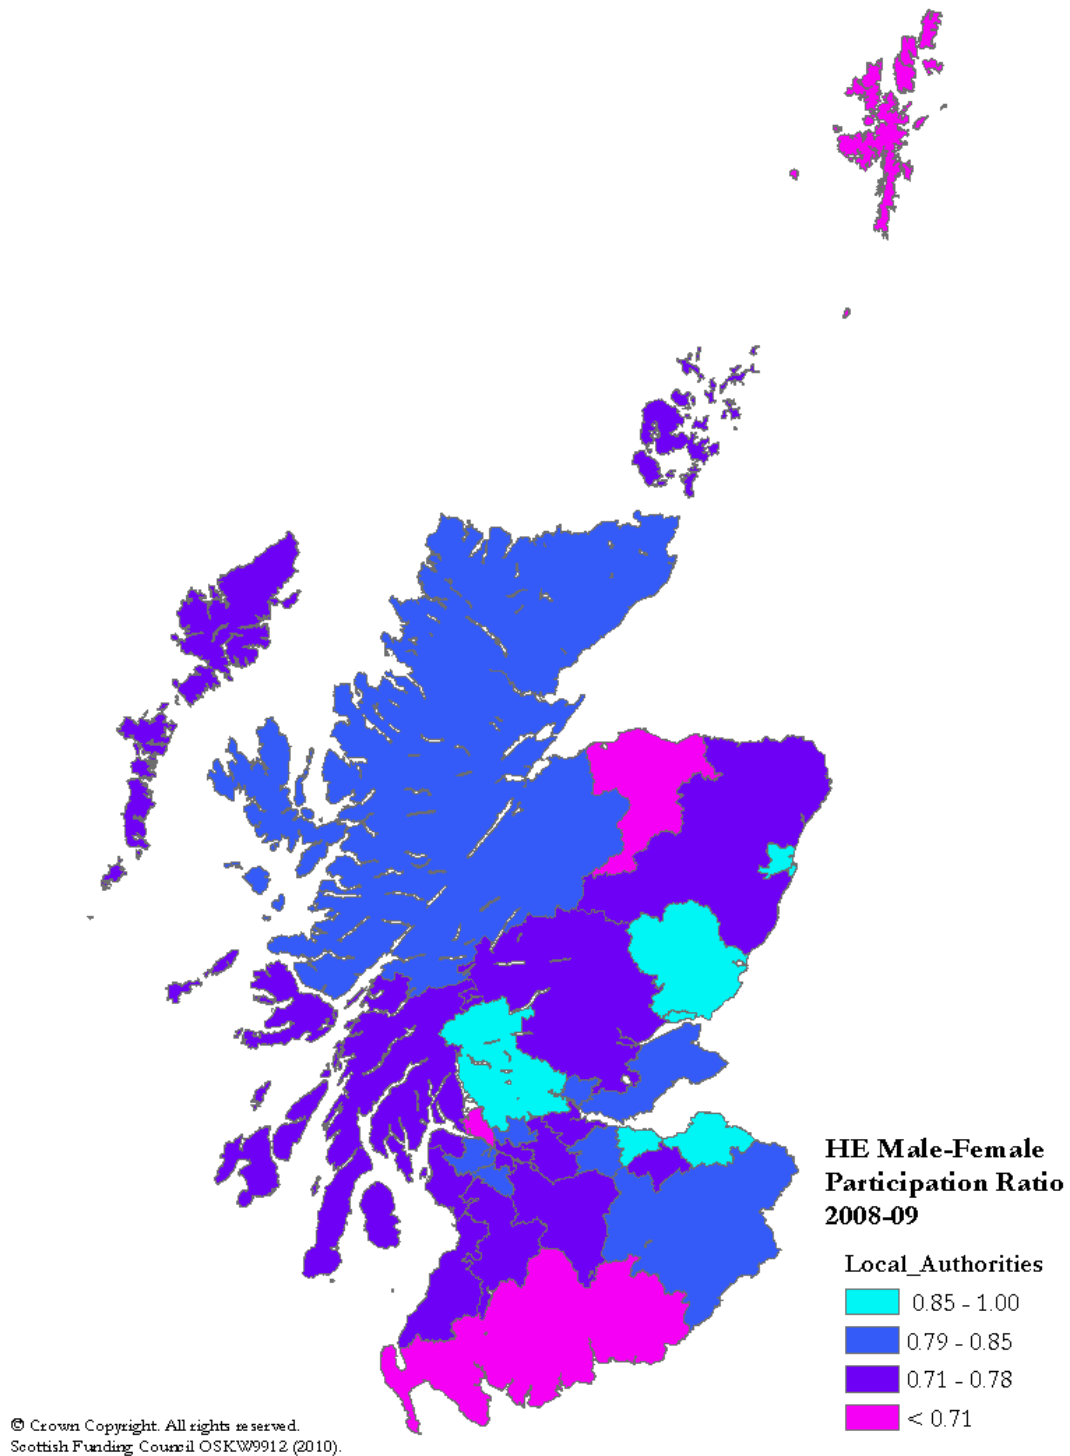 HE Male-Female
Participation Ratio
2008-09
Local_Authorities
0.85 - 1.00
0.79 - 0.85
0.71 - 0.78
< 0.71
© Crown Copyright. All rights reserved.
Scottish Funding Council OSKW9912 (2010).